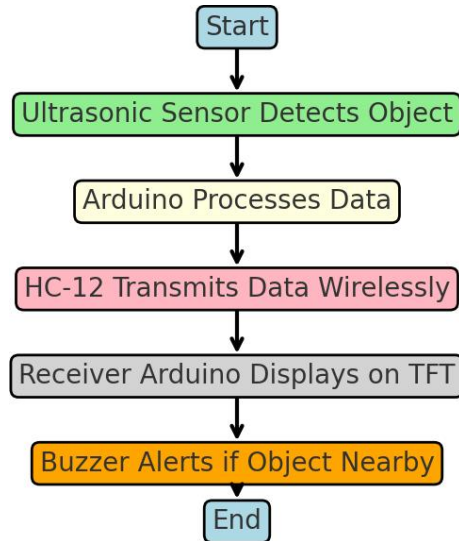 Start
Ultrasonic Sensor Detects Object
Arduino Processes Data
HC-12 Transmits Data Wirelessly
Receiver Arduino Displays on TFT
Buzzer Alerts if Object Nearby
End